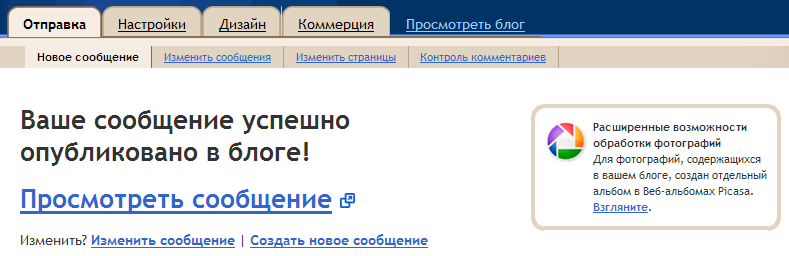 Отправка Настройки Дизайн Коммерция Просмотреть блог
Новое сообщение Изменить сообщения Изменить страницы Контроль комментариев
Ваше сообщение успешно
опубликовано в блоге!
Просмотреть сообщение
Изменить? Изменить сообщение | Создать новое сообщение
Расширенные возможности
обработки фотографий
Для фотографий, содержащихся
в вашем блоге, создан отдельный
альбом в Веб-альбомах Picasa.
Взгляните.